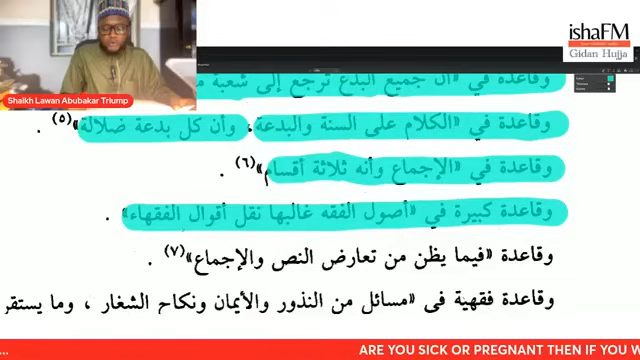 ishaFM
Gidan Hujja
Shaikh Lawan Abubakar Triump
وقاعدة في «أن جميع البدع ترجع إلى شعبة
وقاعدة في «الكلام على السنة والبدعة، وأن كل بدعة ضلالة» (٥) .
وقاعدة في «الإجماع وأنه ثلاثة أقسام» (٦) .
وقاعدة كبيرة في «أصول الفقه غالبها نقل أقوال الفقهاء» .
وقاعدة «فيما يظن من تعارض النص والإجماع» (٧) .
وقاعدة فقهية في «مسائل من النذور والأيمان ونكاح الشغار ، وما يستقر
... ARE YOU SICK OR PREGNANT THEN IF YOU W